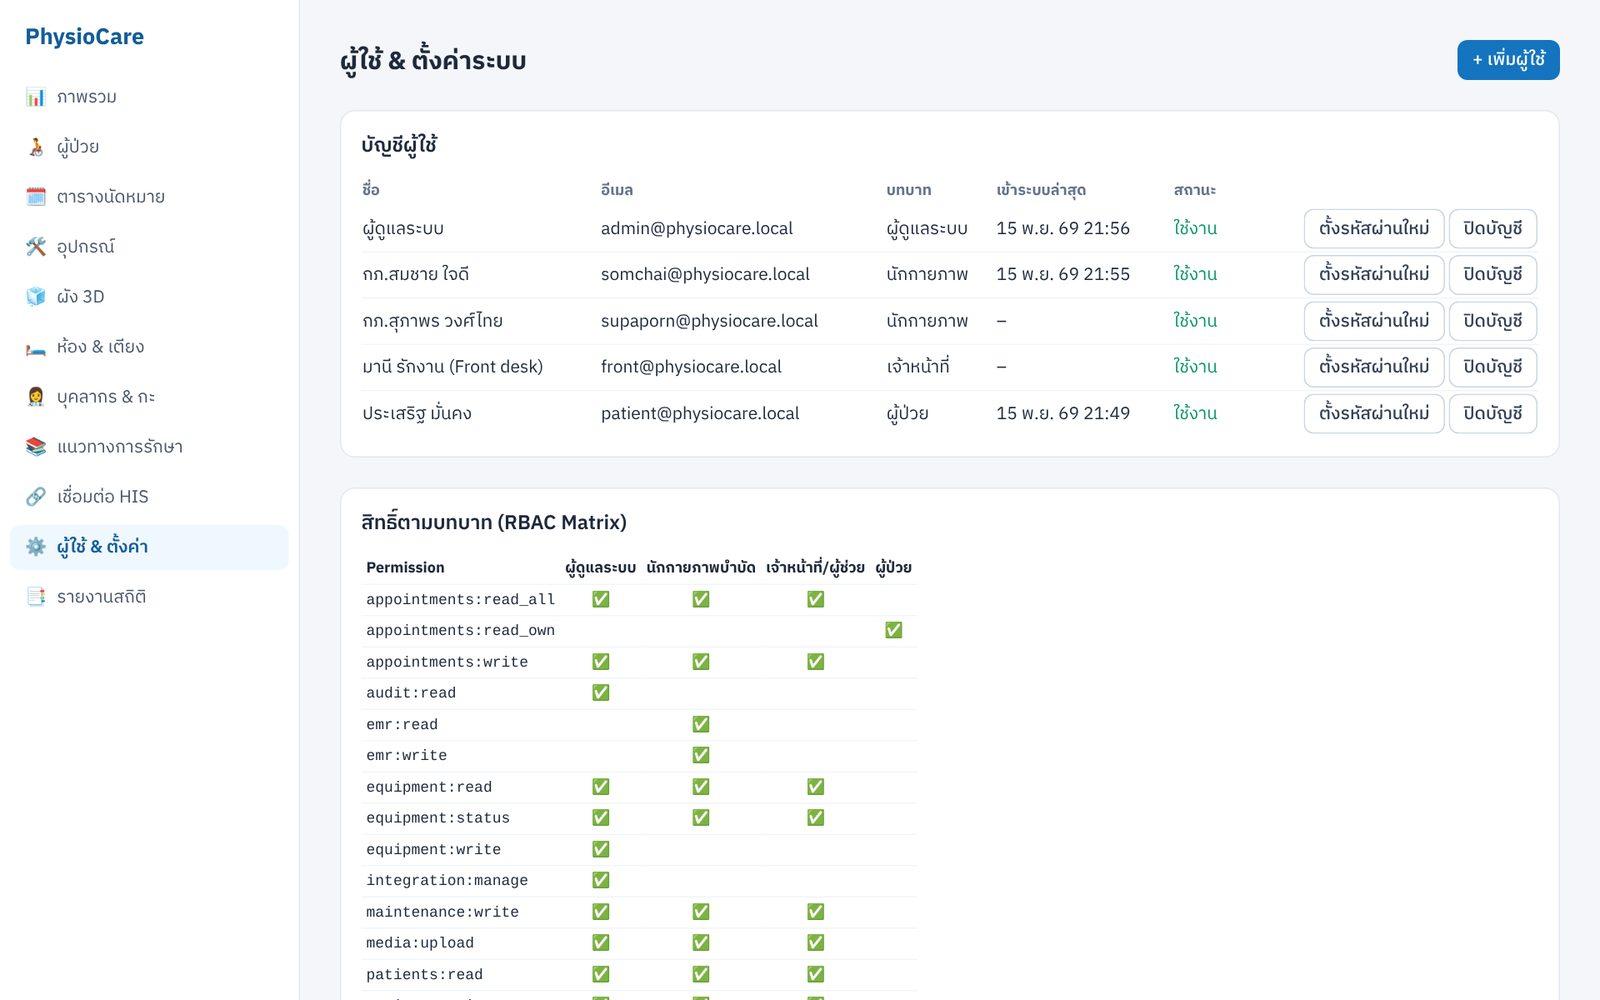 PhysioCare
ภาพรวม
ผู้ป่วย
ตารางนัดหมาย
อุปกรณ์
ผัง 3D
ห้อง & เตียง
บุคลากร & กะ
แนวทางการรักษา
เชื่อมต่อ HIS
ผู้ใช้ & ตั้งค่า
รายงานสถิติ
ผู้ใช้ & ตั้งค่าระบบ
+ เพิ่มผู้ใช้
บัญชีผู้ใช้
ชื่อ อีเมล บทบาท เข้าระบบล่าสุด สถานะ
ผู้ดูแลระบบ admin@physiocare.local ผู้ดูแลระบบ 15 พ.ย. 69 21:56 ใช้งาน ตั้งรหัสผ่านใหม่ ปิดบัญชี
กภ.สมชาย ใจดี somchai@physiocare.local นักกายภาพ 15 พ.ย. 69 21:55 ใช้งาน ตั้งรหัสผ่านใหม่ ปิดบัญชี
กภ.สุภาพร วงศ์ไทย supaporn@physiocare.local นักกายภาพ – ใช้งาน ตั้งรหัสผ่านใหม่ ปิดบัญชี
มานี รักงาน (Front desk) front@physiocare.local เจ้าหน้าที่ – ใช้งาน ตั้งรหัสผ่านใหม่ ปิดบัญชี
ประเสริฐ มั่นคง patient@physiocare.local ผู้ป่วย 15 พ.ย. 69 21:49 ใช้งาน ตั้งรหัสผ่านใหม่ ปิดบัญชี
สิทธิ์ตามบทบาท (RBAC Matrix)
Permission ผู้ดูแลระบบ นักกายภาพบำบัด เจ้าหน้าที่/ผู้ช่วย ผู้ป่วย
appointments:read_all ✅ ✅ ✅
appointments:read_own ✅
appointments:write ✅ ✅ ✅
audit:read ✅
emr:read ✅
emr:write ✅
equipment:read ✅ ✅ ✅
equipment:status ✅ ✅ ✅
equipment:write ✅
integration:manage ✅
maintenance:write ✅ ✅ ✅
media:upload ✅ ✅ ✅
patients:read ✅ ✅ ✅